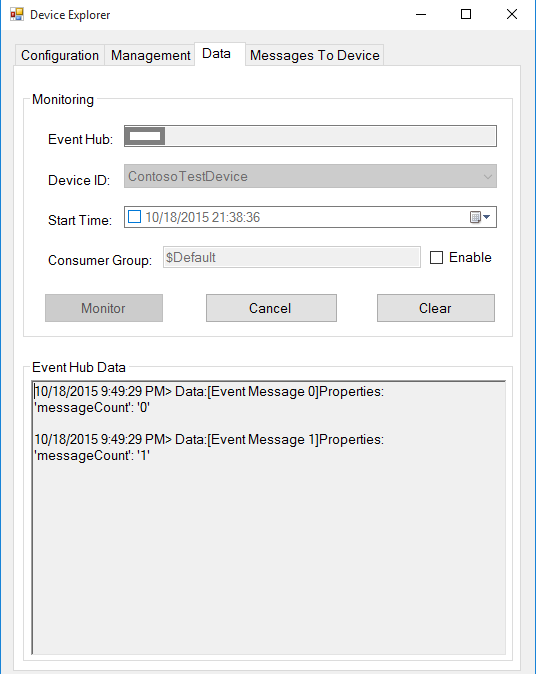 Device Explorer
Configuration Management Data Messages To Device
Monitoring
Event Hub:
Device ID: ContosoTestDevice
Start Time: 10/18/2015 21:38:36
Consumer Group: $Default Enable
Monitor Cancel Clear
Event Hub Data
10/18/2015 9:49:29 PM> Data:[Event Message 0]Properties:
'messageCount': '0'
10/18/2015 9:49:29 PM> Data:[Event Message 1]Properties:
'messageCount': '1'